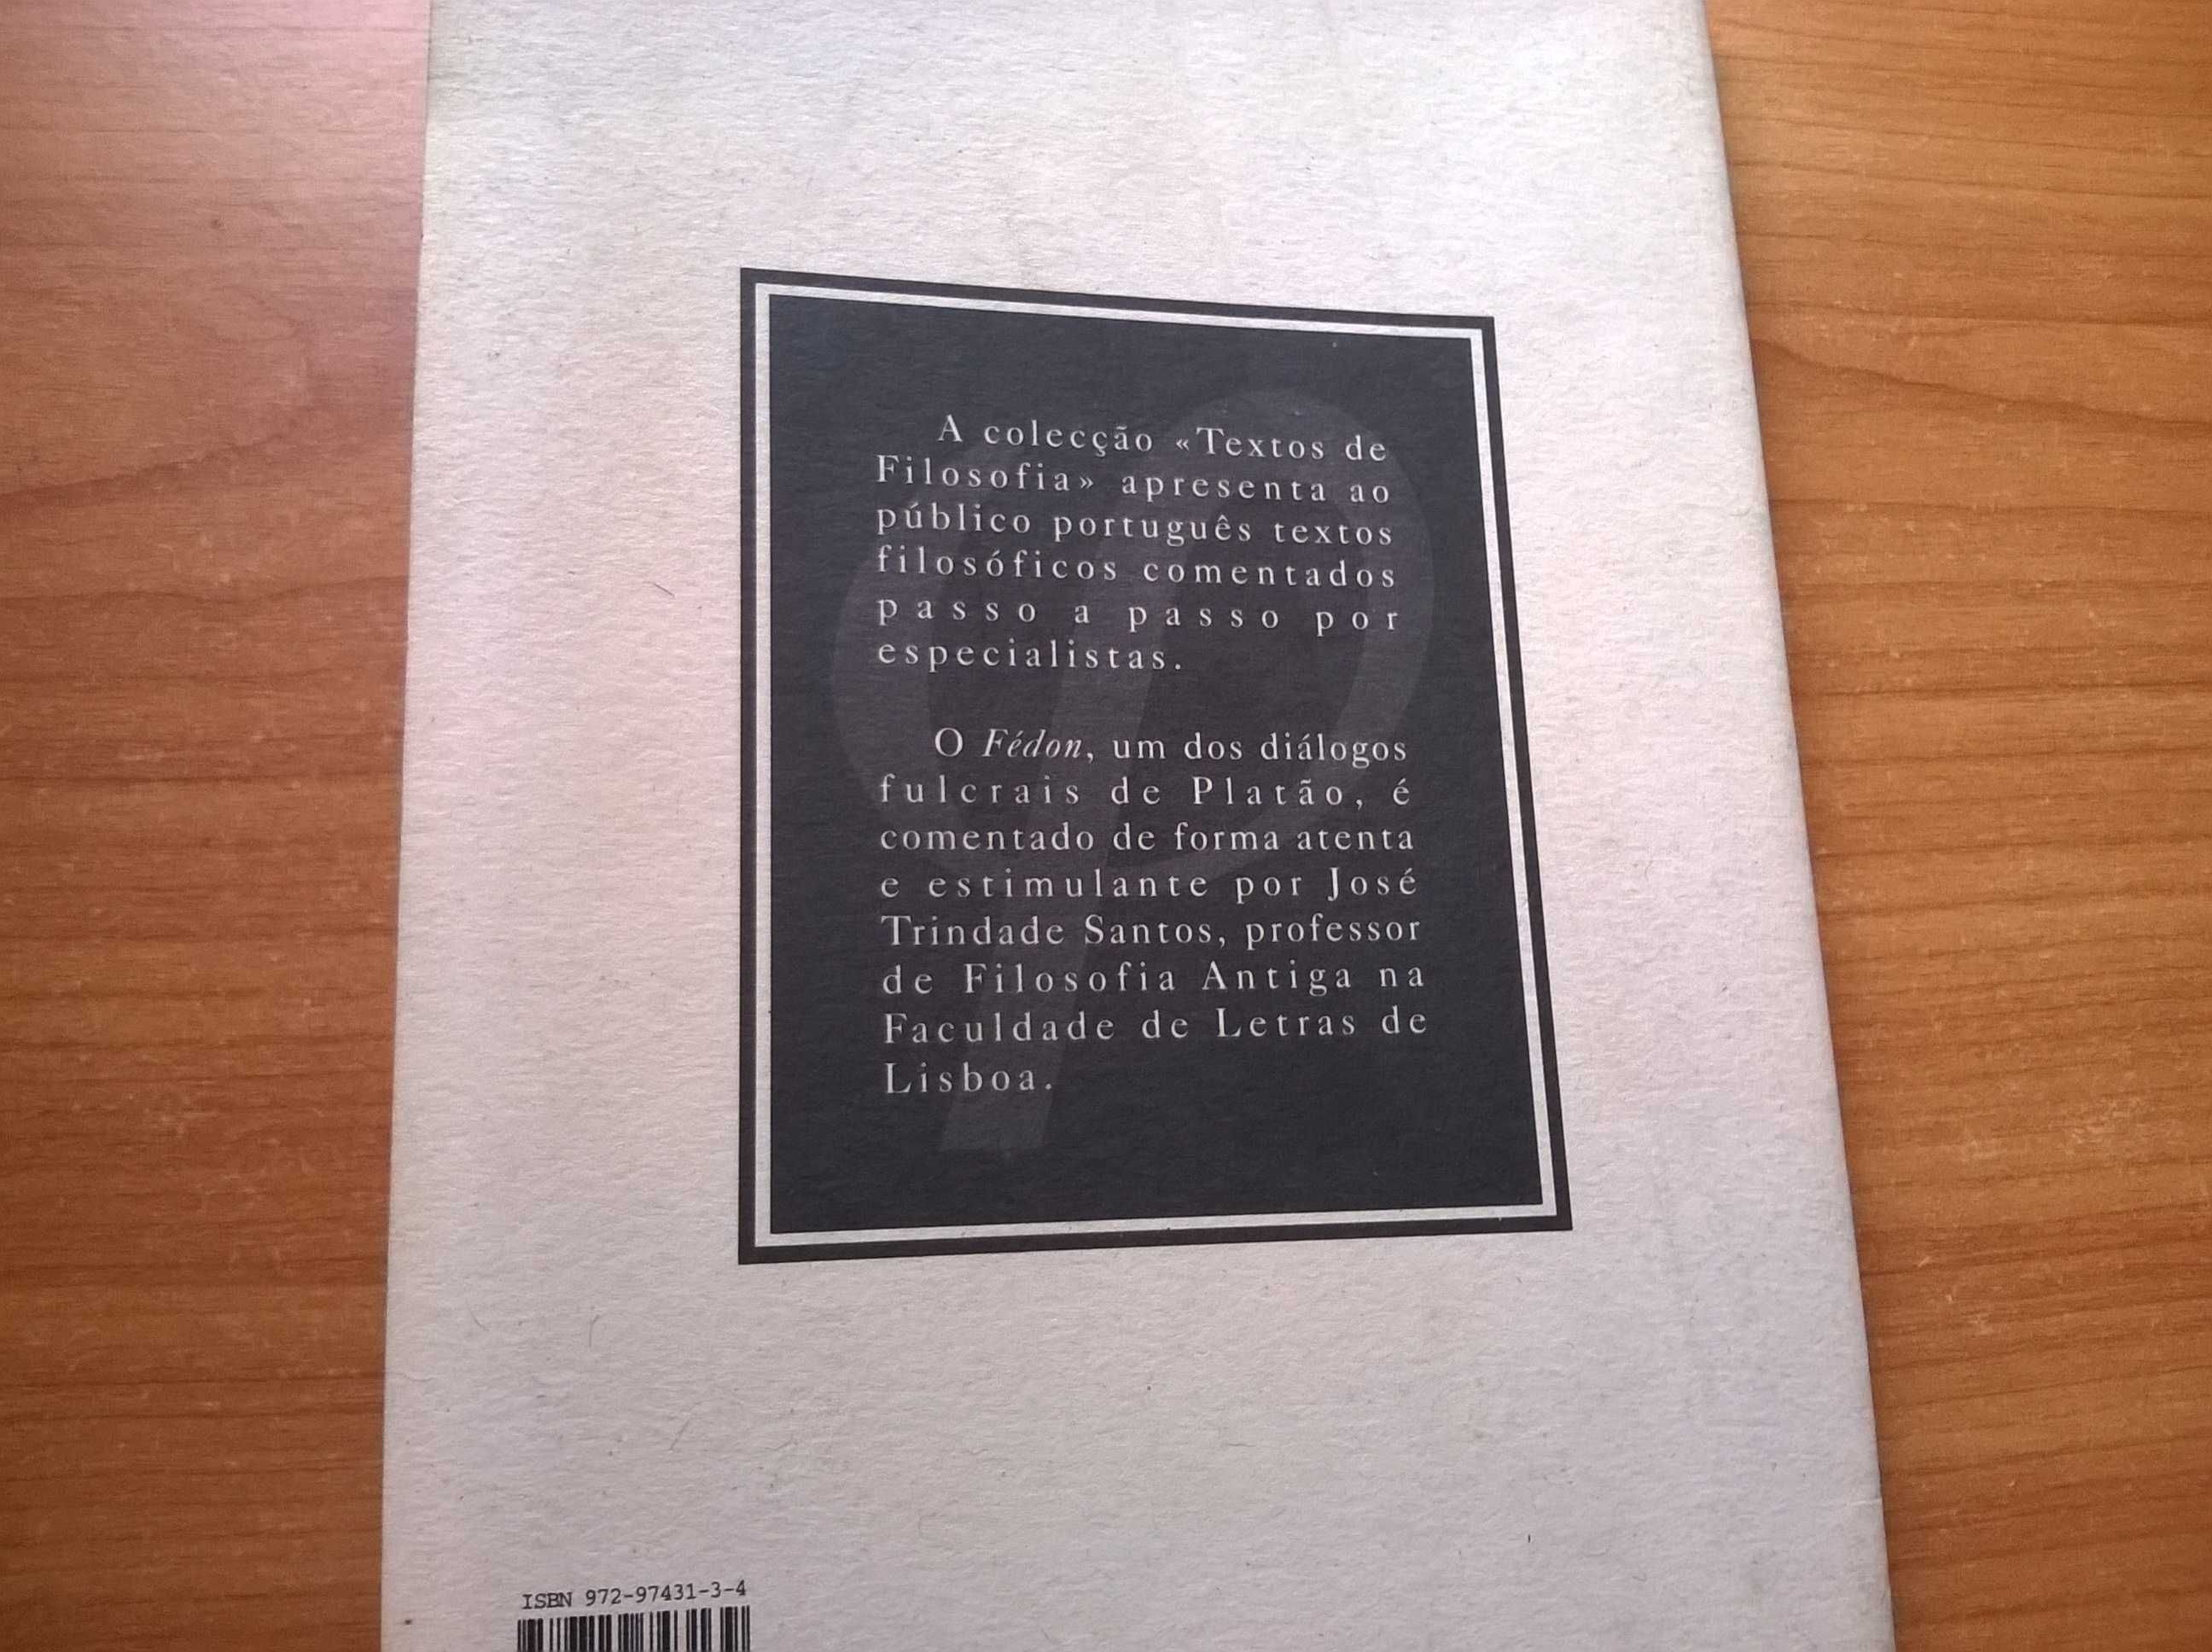 A colecção «Textos de
Filosofia» apresenta ao
público português textos
filosóficos comentados
passo a passo por
especialistas.
O Fédon, um dos diálogos
fulcrais de Platão, é
comentado de forma atenta
e estimulante por José
Trindade Santos, professor
de Filosofia Antiga na
Faculdade de Letras de
Lisboa.
ISBN 972-97431-3-4